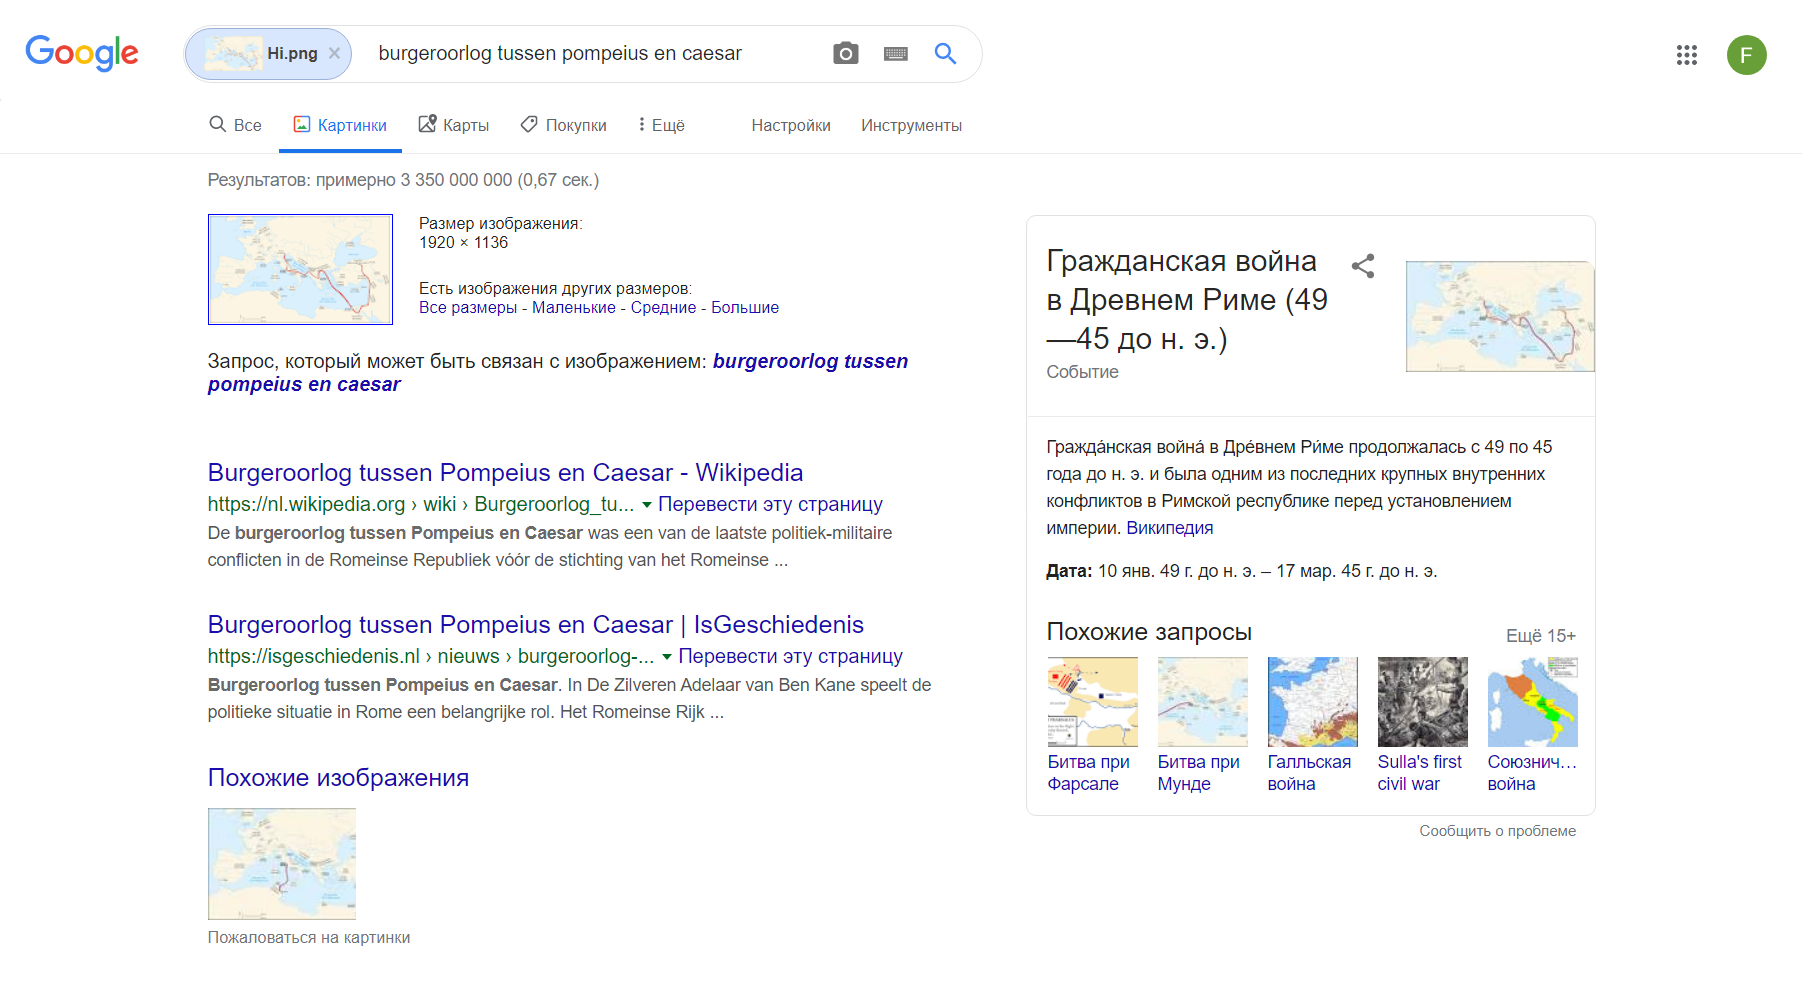 Google
Hi.png ×
burgeroorlog tussen pompeius en caesar
F
Все
Картинки
Карты
Покупки
Ещё
Настройки
Инструменты
Результатов: примерно 3 350 000 000 (0,67 сек.)
Размер изображения:
1920 × 1136
Есть изображения других размеров:
Все размеры - Маленькие - Средние - Большие
Запрос, который может быть связан с изображением: burgeroorlog tussen
pompeius en caesar
Burgeroorlog tussen Pompeius en Caesar - Wikipedia
https://nl.wikipedia.org › wiki › Burgeroorlog_tu... Перевести эту страницу
De burgeroorlog tussen Pompeius en Caesar was een van de laatste politiek-militaire
conflicten in de Romeinse Republiek vóór de stichting van het Romeinse ...
Burgeroorlog tussen Pompeius en Caesar | IsGeschiedenis
https://isgeschiedenis.nl › nieuws › burgeroorlog-... Перевести эту страницу
Burgeroorlog tussen Pompeius en Caesar. In De Zilveren Adelaar van Ben Kane speelt de
politieke situatie in Rome een belangrijke rol. Het Romeinse Rijk ...
Похожие изображения
Пожаловаться на картинки
Гражданская война
в Древнем Риме (49
—45 до н. э.)
Событие
Гражда́нская война́ в Дре́внем Ри́ме продолжалась с 49 по 45
года до н. э. и была одним из последних крупных внутренних
конфликтов в Римской республике перед установлением
империи. Википедия
Дата: 10 янв. 49 г. до н. э. – 17 мар. 45 г. до н. э.
Похожие запросы
Ещё 15+
Битва при
Фарсале
Битва при
Мунде
Галльская
война
Sulla's first
civil war
Союзнич...
война
Сообщить о проблеме